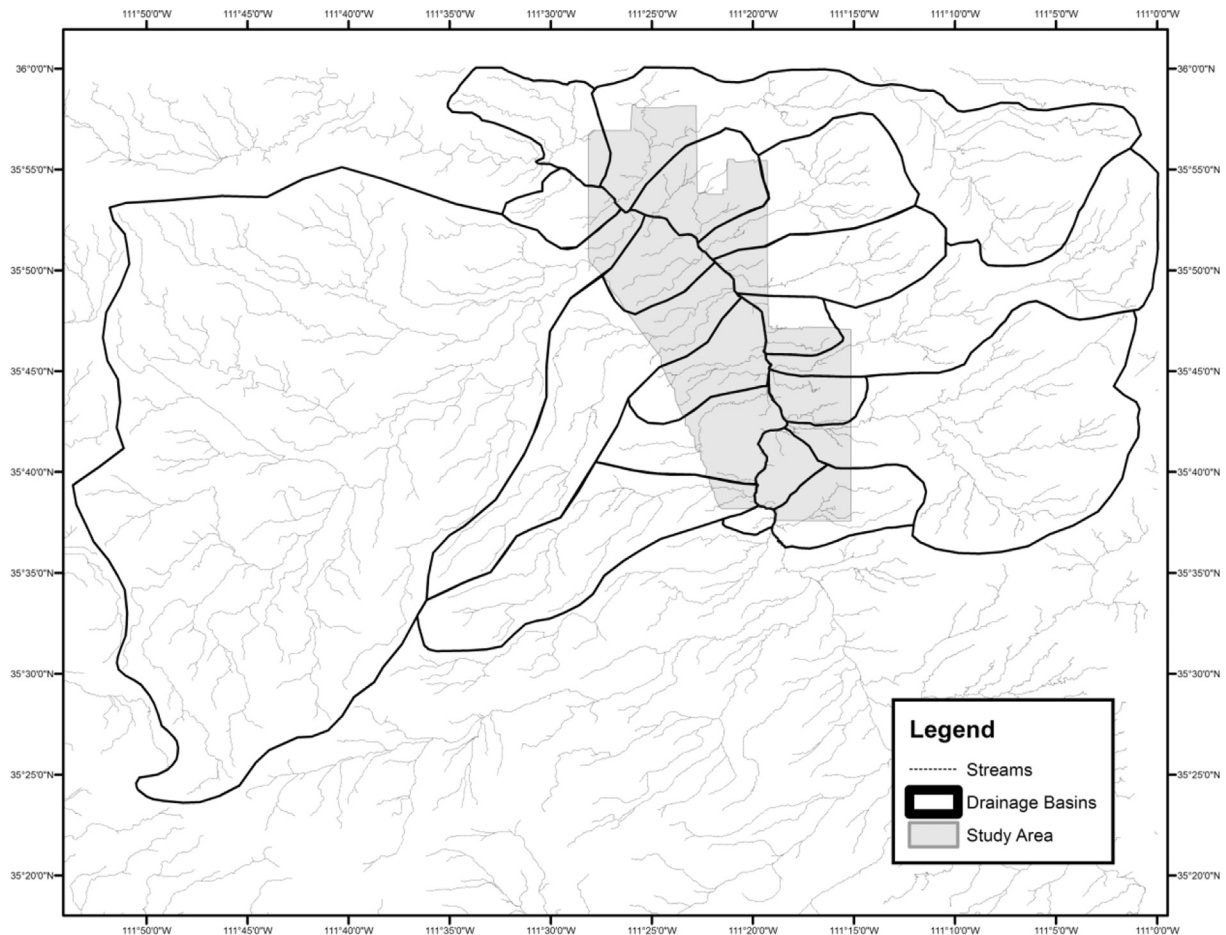 111°50'0"W 111°45'0"W 111°40'0"W 111°35'0"W 111°30'0"W 111°25'0"W 111°20'0"W 111°15'0"W 111°10'0"W 111°5'0"W 111°0'0"W
36°0'0"N 36°0'0"N
35°55'0"N 35°55'0"N
35°50'0"N 35°50'0"N
35°45'0"N 35°45'0"N
35°40'0"N 35°40'0"N
35°35'0"N 35°35'0"N
35°30'0"N 35°30'0"N
Legend
Streams
35°25'0"N 35°25'0"N
Drainage Basins
Study Area
35°20'0"N 35°20'0"N
111°50'0"W 111°45'0"W 111°40'0"W 111°35'0"W 111°30'0"W 111°25'0"W 111°20'0"W 111°15'0"W 111°10'0"W 111°5'0"W 111°0'0"W